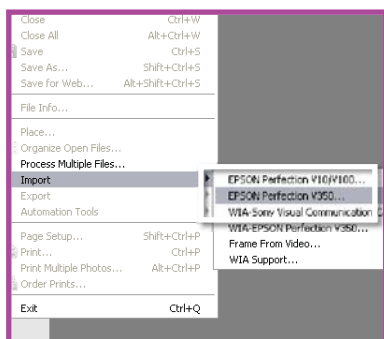 Close Ctrl+W
Close All Alt+Ctrl+W
Save Ctrl+S
Save As... Shift+Ctrl+S
Save for Web... Alt+Shift+Ctrl+S
File Info...
Place...
Organize Open Files...
Process Multiple Files...
Import
Export
Automation Tools
Page Setup... Shift+Ctrl+P
Print... Ctrl+P
Print Multiple Photos... Alt+Ctrl+P
Order Prints...
Exit Ctrl+Q
EPSON Perfection V10/V100...
EPSON Perfection V350...
WIA-Sony Visual Communication C
WIA-EPSON Perfection V350...
Frame From Video...
WIA Support...